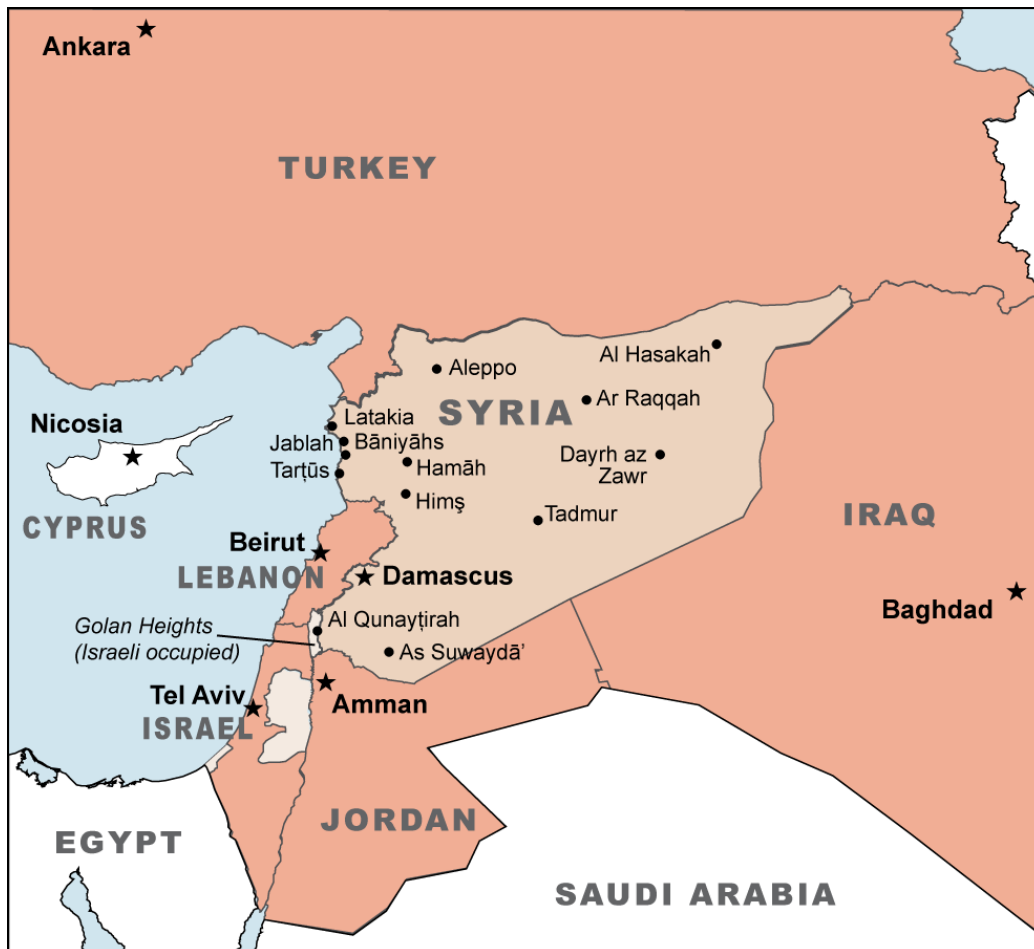 Ankara
TURKEY
Al Hasakah
Aleppo
Ar Raqqah
SYRIA
Nicosia
Latakia
Jablah
Bāniyāhs
Tarţūs
Hamāh
Dayrh az
Zawr
Himş
Tadmur
CYPRUS
IRAQ
Beirut
LEBANON
Damascus
Baghdad
Golan Heights
(Israeli occupied)
Al Qunayţirah
As Suwaydā’
Tel Aviv
ISRAEL
Amman
JORDAN
EGYPT
SAUDI ARABIA